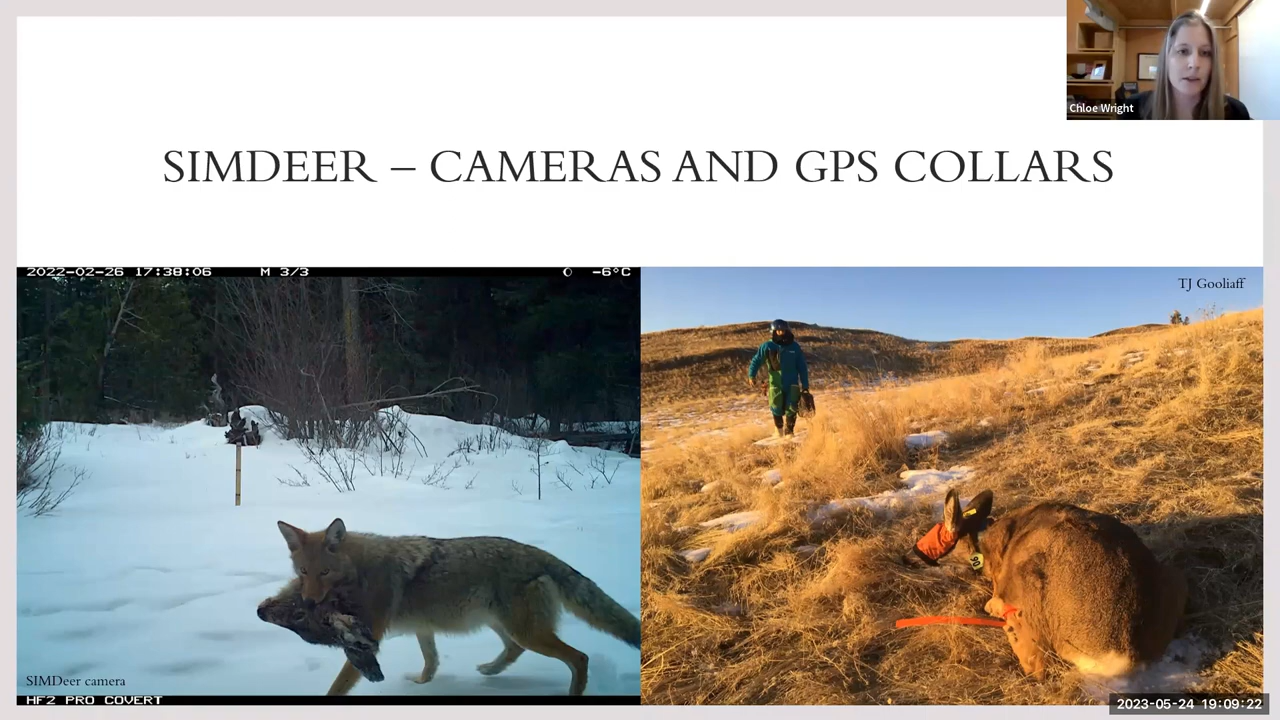 Chloe Wright
SIMDEER – CAMERAS AND GPS COLLARS
2022-02-26 17:38:06 M 3/3 -6°C
TJ Gooliaff
90
SIMDeer camera
HF2 PRO COVERT
2023-05-24 19:09:22